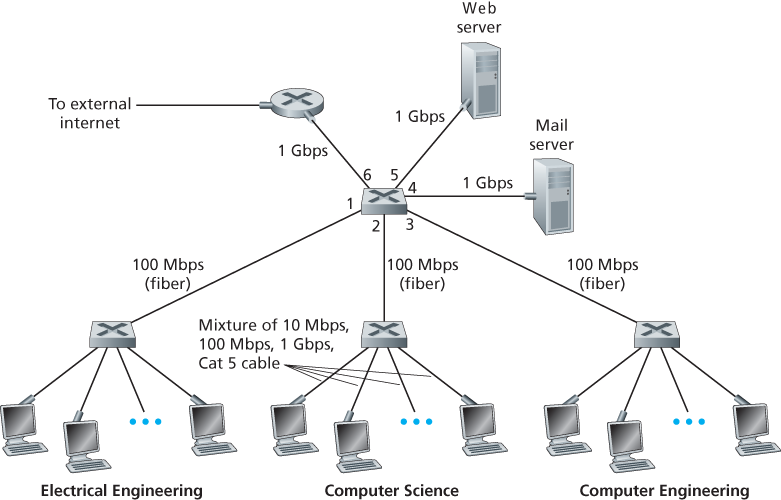 Web
server
To external
internet
1 Gbps
1 Gbps
Mail
server
1 Gbps
6
5
4
1
2
3
100 Mbps
(fiber)
100 Mbps
(fiber)
100 Mbps
(fiber)
Mixture of 10 Mbps,
100 Mbps, 1 Gbps,
Cat 5 cable
Electrical Engineering
Computer Science
Computer Engineering